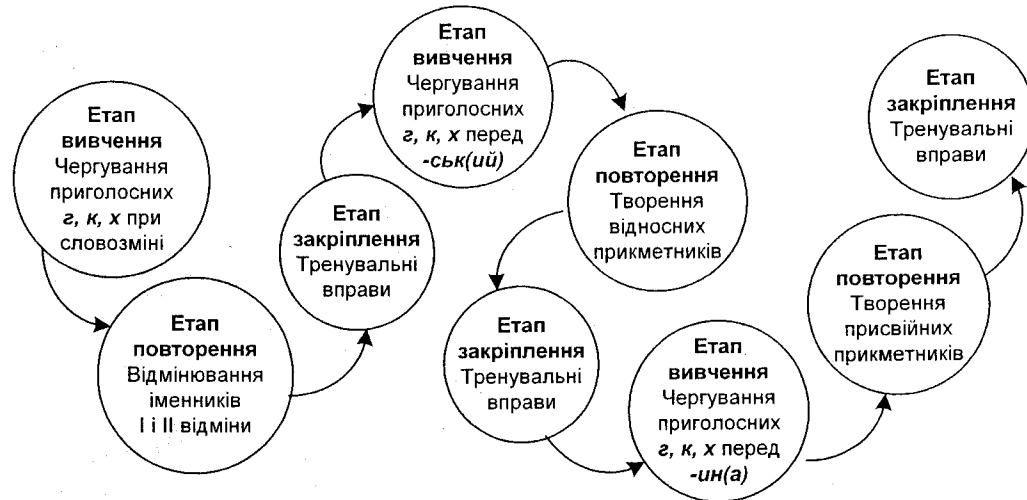 Етап
вивчення
Чергування
приголосних
г, к, х при
словозміні
Етап
повторення
Відмінювання
іменників
І і ІІ відміни
Етап
закріплення
Тренувальні
вправи
Етап
вивчення
Чергування
приголосних
г, к, х перед
-ськ(ий)
Етап
повторення
Творення
відносних
прикметників
Етап
закріплення
Тренувальні
вправи
Етап
вивчення
Чергування
приголосних
г, к, х перед
-ин(а)
Етап
повторення
Творення
присвійних
прикметників
Етап
закріплення
Тренувальні
вправи